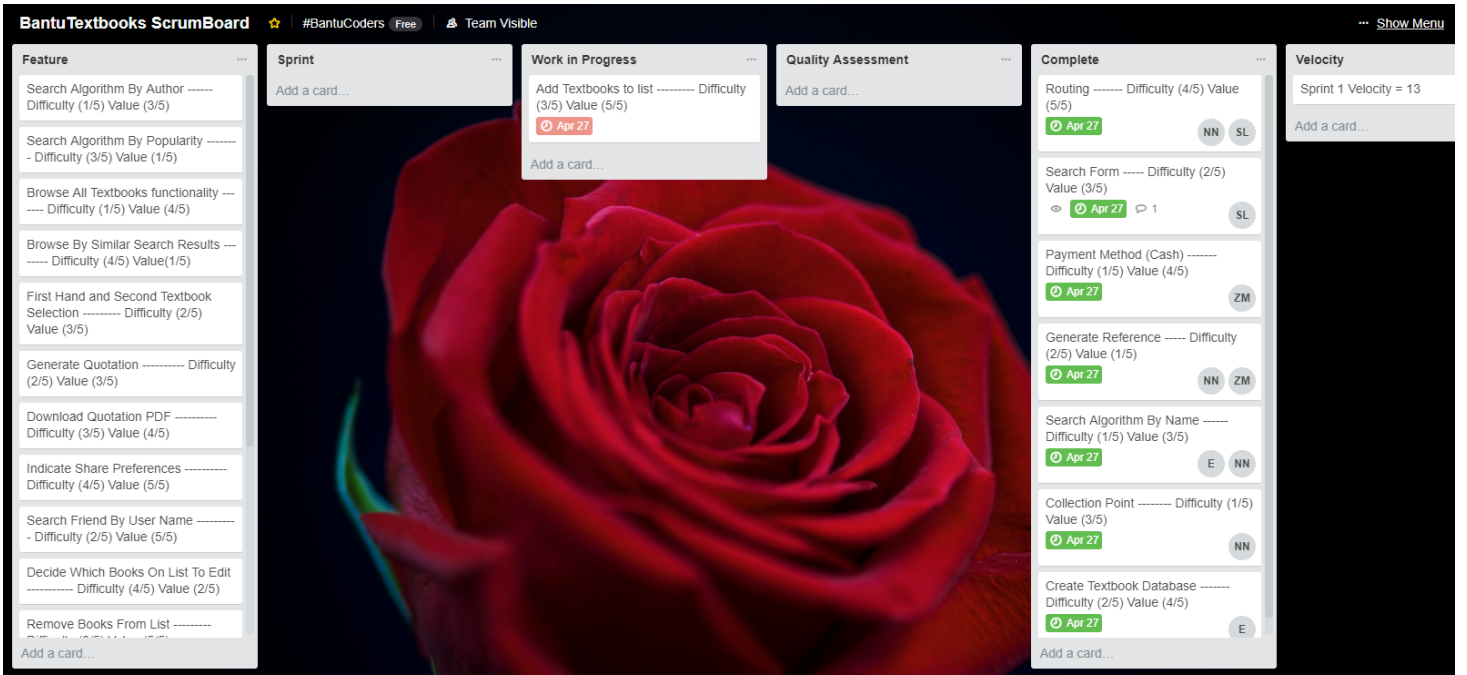 BantuTextbooks ScrumBoard #BantuCoders Free Team Visible ... Show Menu
Feature
Search Algorithm By Author ------
Difficulty (1/5) Value (3/5)
Search Algorithm By Popularity -------
- Difficulty (3/5) Value (1/5)
Browse All Textbooks functionality ---
---- Difficulty (1/5) Value (4/5)
Browse By Similar Search Results ---
----- Difficulty (4/5) Value(1/5)
First Hand and Second Textbook
Selection --------- Difficulty (2/5)
Value (3/5)
Generate Quotation ---------- Difficulty
(2/5) Value (3/5)
Download Quotation PDF ----------
Difficulty (3/5) Value (4/5)
Indicate Share Preferences ----------
Difficulty (4/5) Value (5/5)
Search Friend By User Name ---------
- Difficulty (2/5) Value (5/5)
Decide Which Books On List To Edit
----------- Difficulty (4/5) Value (2/5)
Remove Books From List ---------
Add a card...
Sprint
Add a card...
Work in Progress
Add Textbooks to list --------- Difficulty
(3/5) Value (5/5)
Apr 27
Add a card...
Quality Assessment
Add a card...
Complete
Routing ------- Difficulty (4/5) Value
(5/5)
Apr 27
NN SL
Search Form ----- Difficulty (2/5)
Value (3/5)
Apr 27 1
SL
Payment Method (Cash) -------
Difficulty (1/5) Value (4/5)
Apr 27
ZM
Generate Reference ----- Difficulty
(2/5) Value (1/5)
Apr 27
NN ZM
Search Algorithm By Name ------
Difficulty (1/5) Value (3/5)
Apr 27
E NN
Collection Point -------- Difficulty (1/5)
Value (3/5)
Apr 27
NN
Create Textbook Database -------
Difficulty (2/5) Value (4/5)
Apr 27
E
Add a card...
Velocity
Sprint 1 Velocity = 13
Add a card...